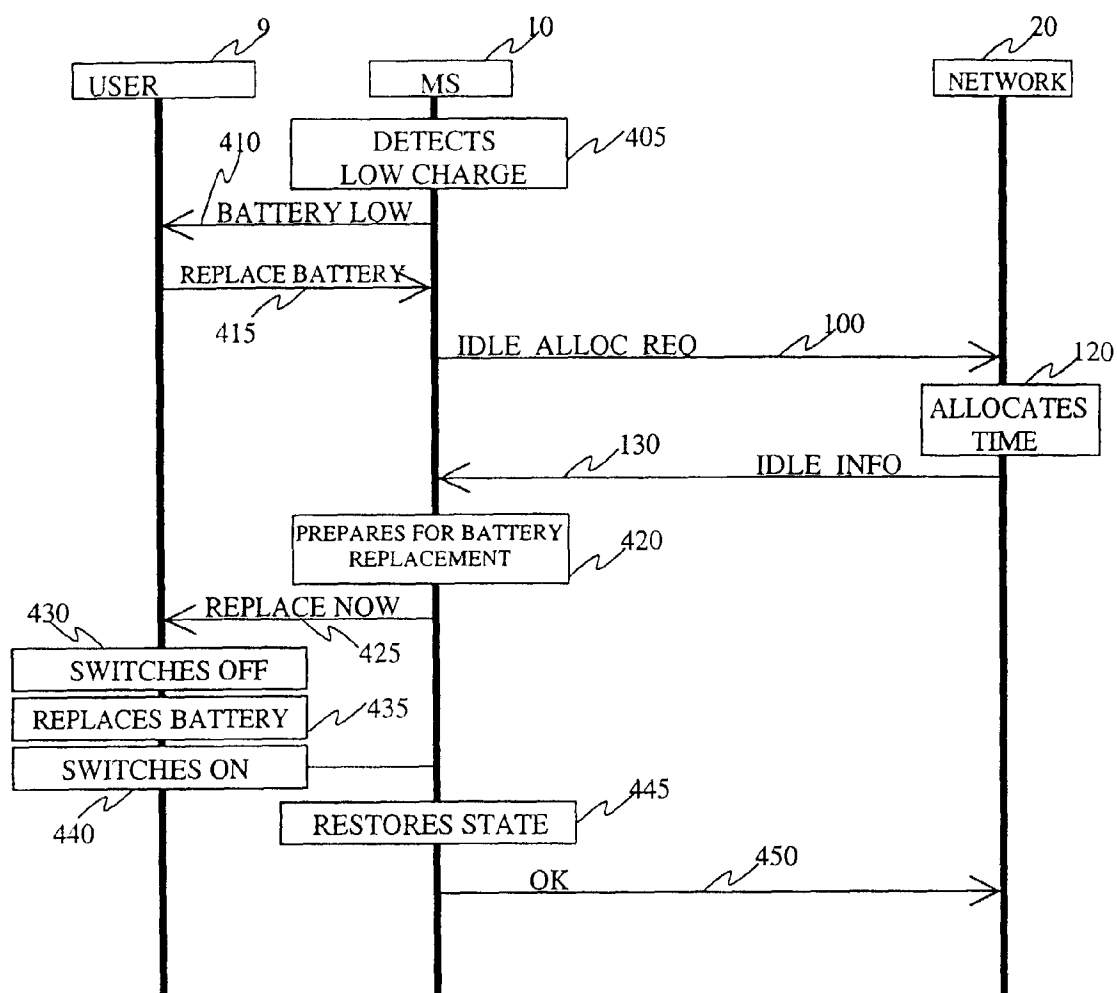 9
10
20
USER
MS
NETWORK
DETECTS
LOW CHARGE
405
410
BATTERY LOW
REPLACE BATTERY
415
IDLE ALLOC REQ
100
120
ALLOCATES
TIME
130
IDLE INFO
PREPARES FOR BATTERY
REPLACEMENT
420
REPLACE NOW
425
430
SWITCHES OFF
REPLACES BATTERY
435
SWITCHES ON
440
445
RESTORES STATE
OK
450